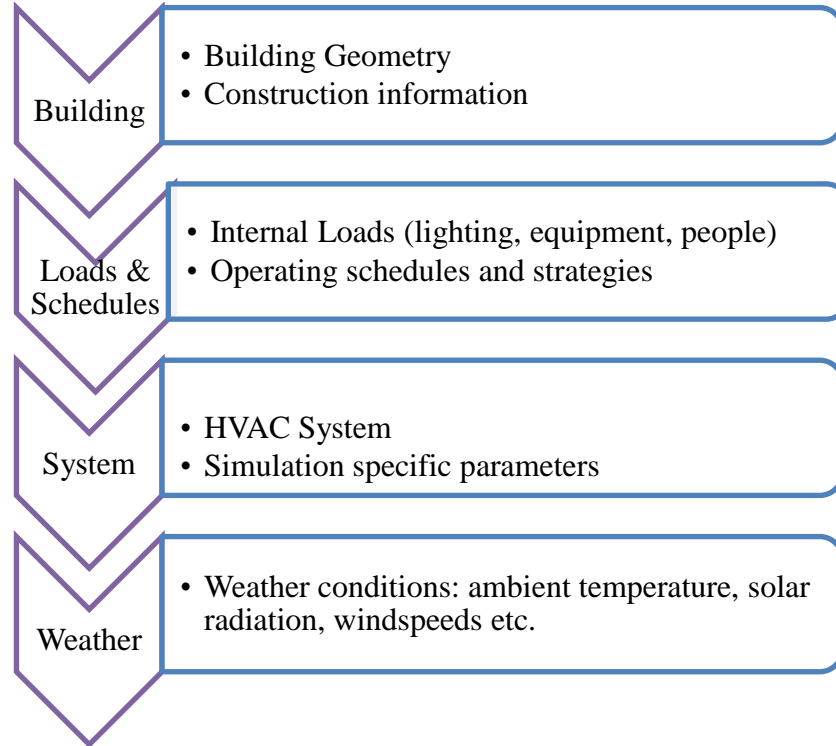 Building
• Building Geometry
• Construction information
Loads &
Schedules
• Internal Loads (lighting, equipment, people)
• Operating schedules and strategies
System
• HVAC System
• Simulation specific parameters
Weather
• Weather conditions: ambient temperature, solar
radiation, windspeeds etc.